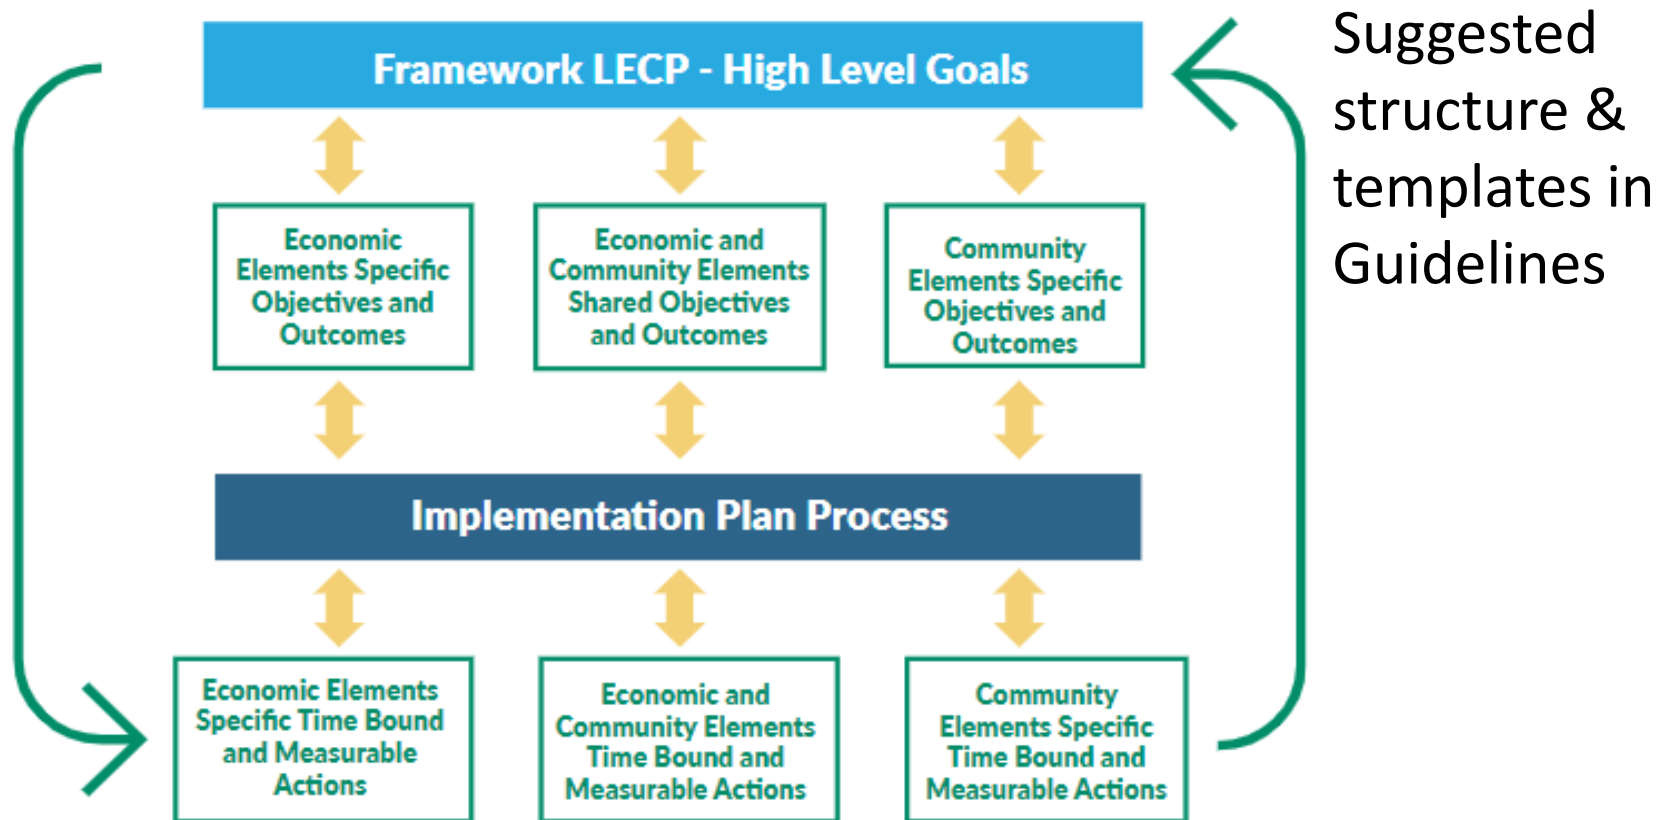 Framework LECP - High Level Goals
Suggested
structure &
templates in
Guidelines
Economic
Elements Specific
Objectives and
Outcomes
Economic and
Community Elements
Shared Objectives
and Outcomes
Community
Elements Specific
Objectives and
Outcomes
Implementation Plan Process
Economic Elements
Specific Time Bound
and Measurable
Actions
Economic and
Community Elements
Time Bound and
Measurable Actions
Community
Elements Specific
Time Bound and
Measurable Actions